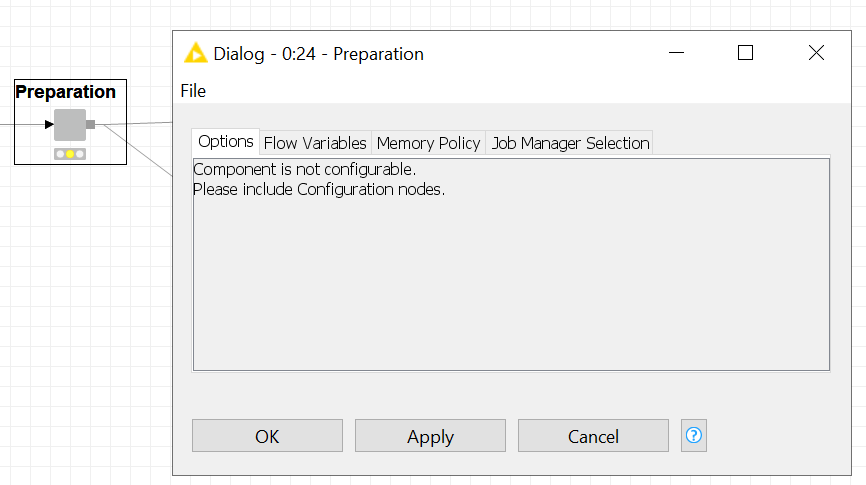 Preparation
Dialog - 0:24 - Preparation
File
Options Flow Variables Memory Policy Job Manager Selection
Component is not configurable.
Please include Configuration nodes.
OK Apply Cancel ?